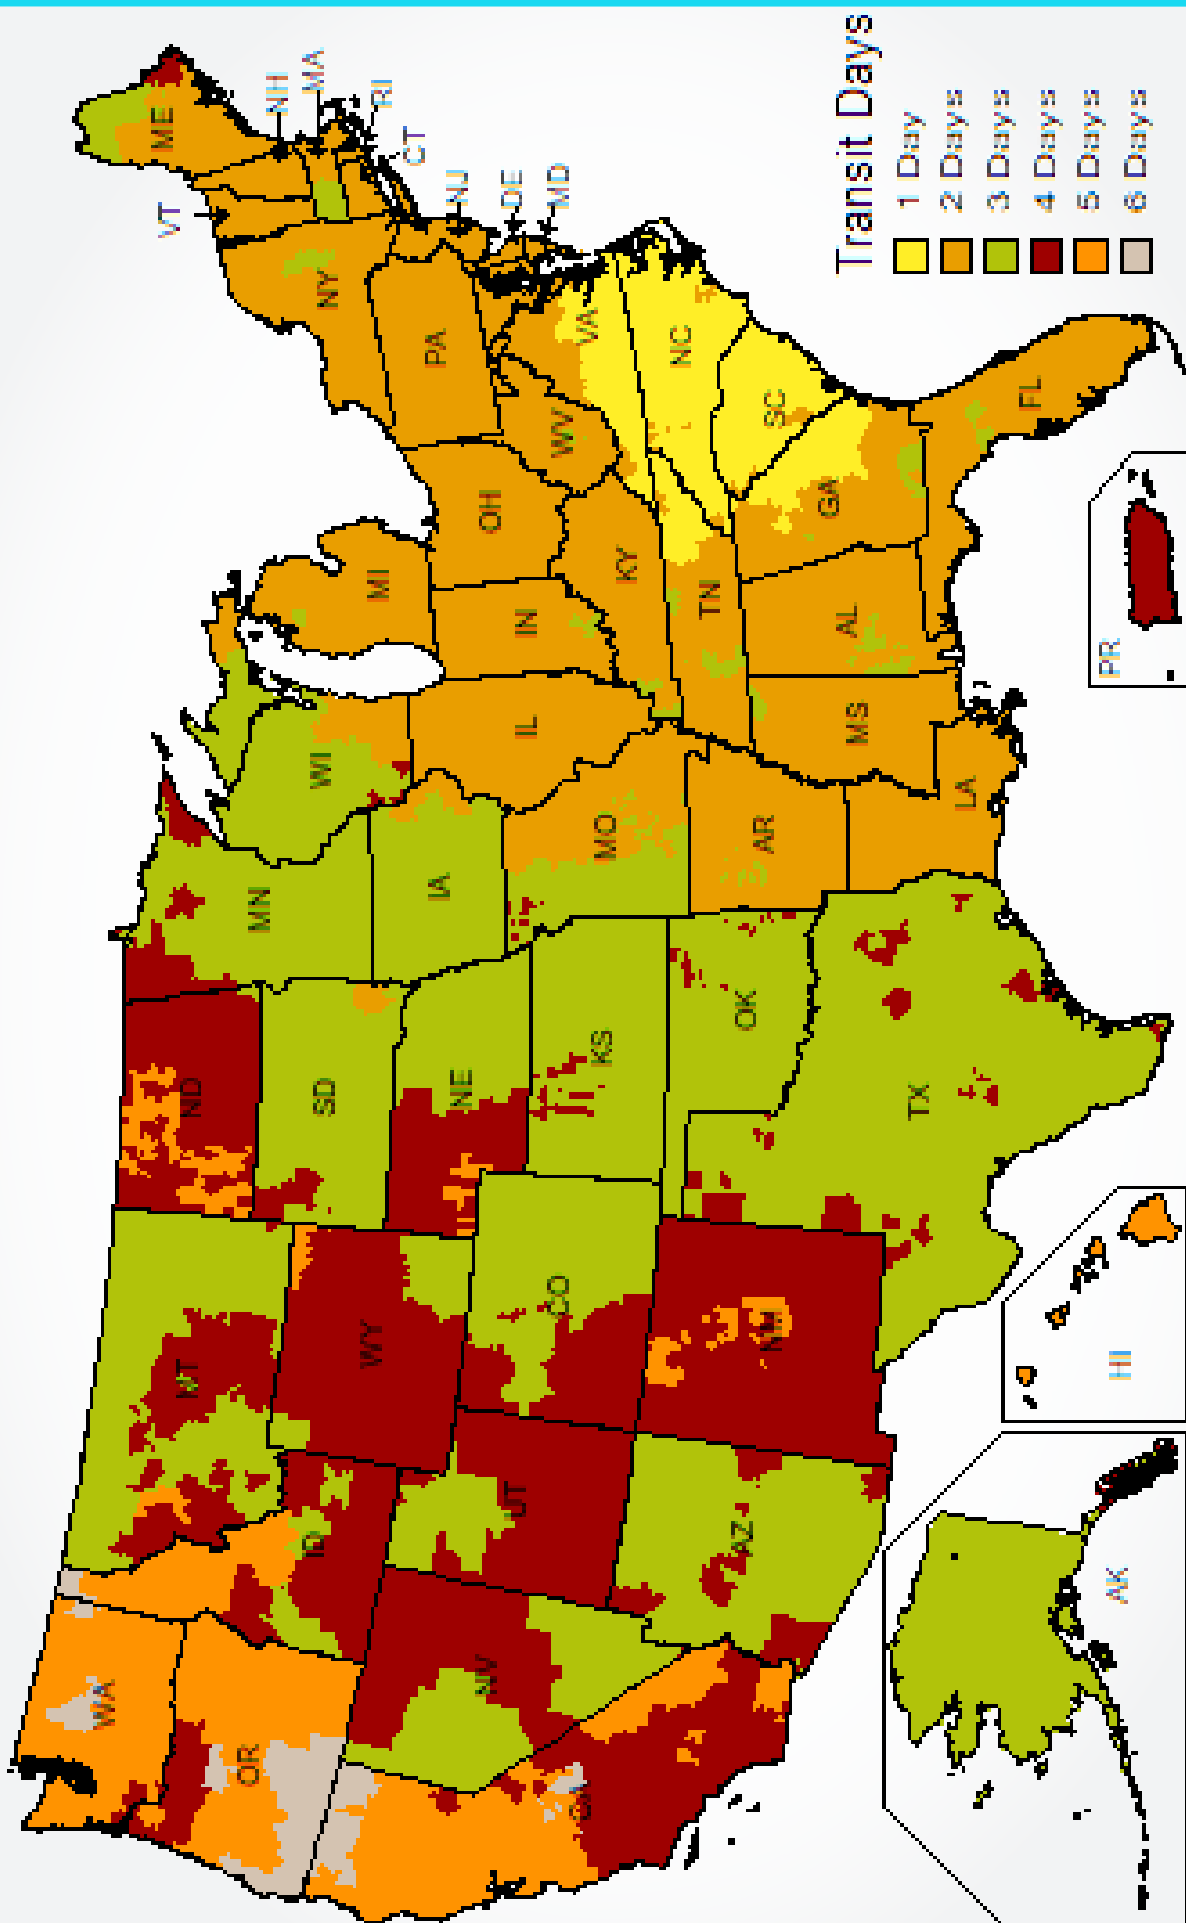 WA
OR
CA
NV
ID
MT
WY
UT
AZ
CO
NM
ND
SD
NE
KS
OK
TX
MN
IA
MO
AR
LA
WI
IL
MS
MI
IN
KY
TN
AL
OH
WV
GA
FL
PA
NY
VA
NC
SC
VT
ME
NH
MA
RI
CT
NJ
DE
MD
AK
HI
PR
Transit Days
1 Day
2 Days
3 Days
4 Days
5 Days
6 Days